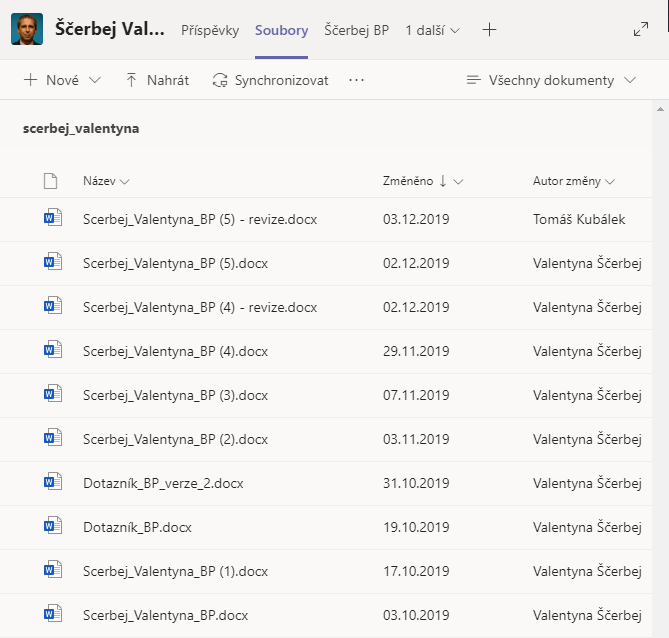 Ščerbej Val... Příspěvky Soubory Ščerbej BP 1 další
Nové Nahrát Synchronizovat ... Všechny dokumenty
scerbej_valentyna
Název Změněno ↓ Autor změny
Scerbej_Valentyna_BP (5) - revize.docx 03.12.2019 Tomáš Kubálek
Scerbej_Valentyna_BP (5).docx 02.12.2019 Valentyna Ščerbej
Scerbej_Valentyna_BP (4) - revize.docx 02.12.2019 Valentyna Ščerbej
Scerbej_Valentyna_BP (4).docx 29.11.2019 Valentyna Ščerbej
Scerbej_Valentyna_BP (3).docx 07.11.2019 Valentyna Ščerbej
Scerbej_Valentyna_BP (2).docx 03.11.2019 Valentyna Ščerbej
Dotazník_BP_verze_2.docx 31.10.2019 Valentyna Ščerbej
Dotazník_BP.docx 19.10.2019 Valentyna Ščerbej
Scerbej_Valentyna_BP (1).docx 17.10.2019 Valentyna Ščerbej
Scerbej_Valentyna_BP.docx 03.10.2019 Valentyna Ščerbej